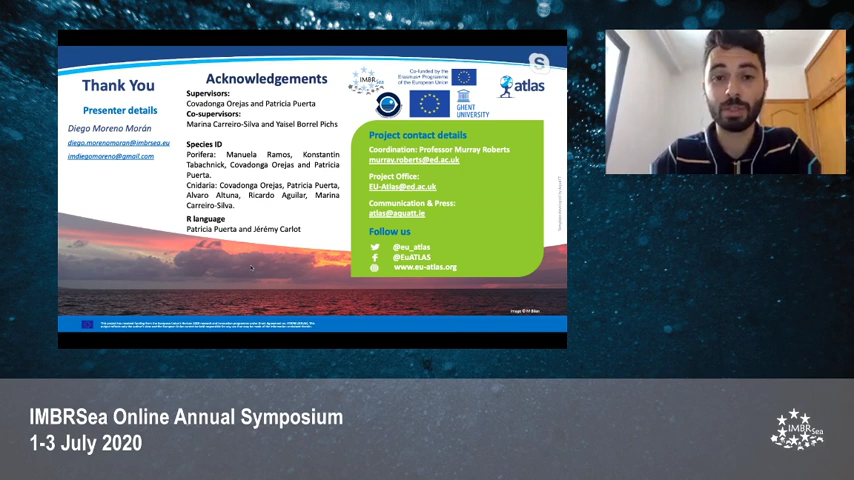 Thank You
Presenter details
Diego Moreno Morán
diego.morenomoran@imbrsea.eu
imdiegomoreno@gmail.com
Acknowledgements
Supervisors:
Covadonga Orejas and Patricia Puerta
Co-supervisors:
Marina Carreiro-Silva and Yaisel Borrel Pichs
Species ID
Porifera: Manuela Ramos, Konstantin
Tabachnick, Covadonga Orejas and Patricia
Puerta.
Cnidaria: Covadonga Orejas, Patricia Puerta,
Alvaro Altuna, Ricardo Aguilar, Marina
Carreiro-Silva.
R language
Patricia Puerta and Jérémy Carlot
IMBRSea
Co-funded by the
Erasmus+ Programme
of the European Union
GHENT
UNIVERSITY
atlas
Project contact details
Coordination: Professor Murray Roberts
murray.roberts@ed.ac.uk
Project Office:
EU-Atlas@ed.ac.uk
Communication & Press:
atlas@aquatt.ie
Follow us
@eu_atlas
@EuATLAS
www.eu-atlas.org
IMBRSea Online Annual Symposium
1-3 July 2020
IMBRSea